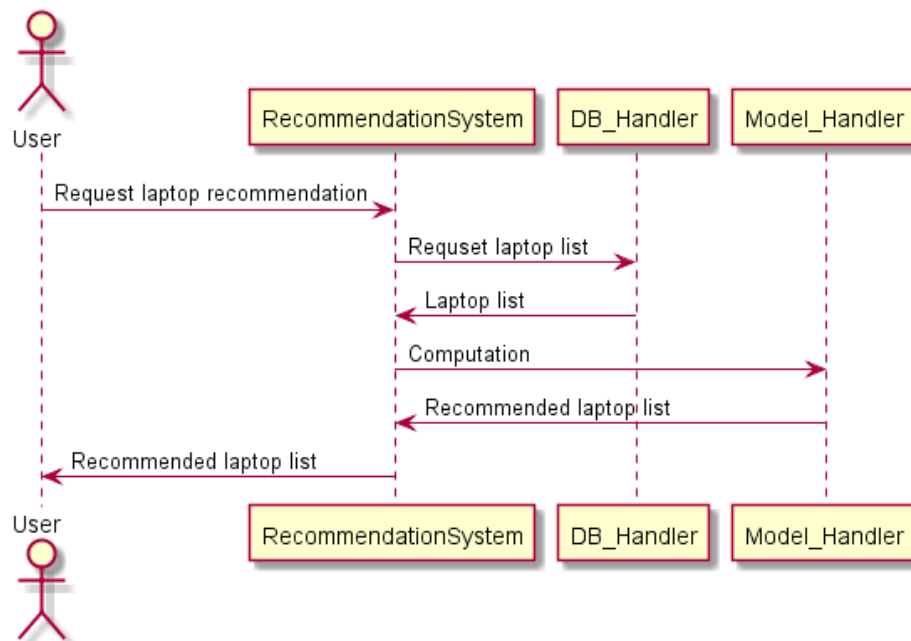 User
RecommendationSystem
DB_Handler
Model_Handler
Request laptop recommendation
Requset laptop list
Laptop list
Computation
Recommended laptop list
Recommended laptop list
User
RecommendationSystem
DB_Handler
Model_Handler